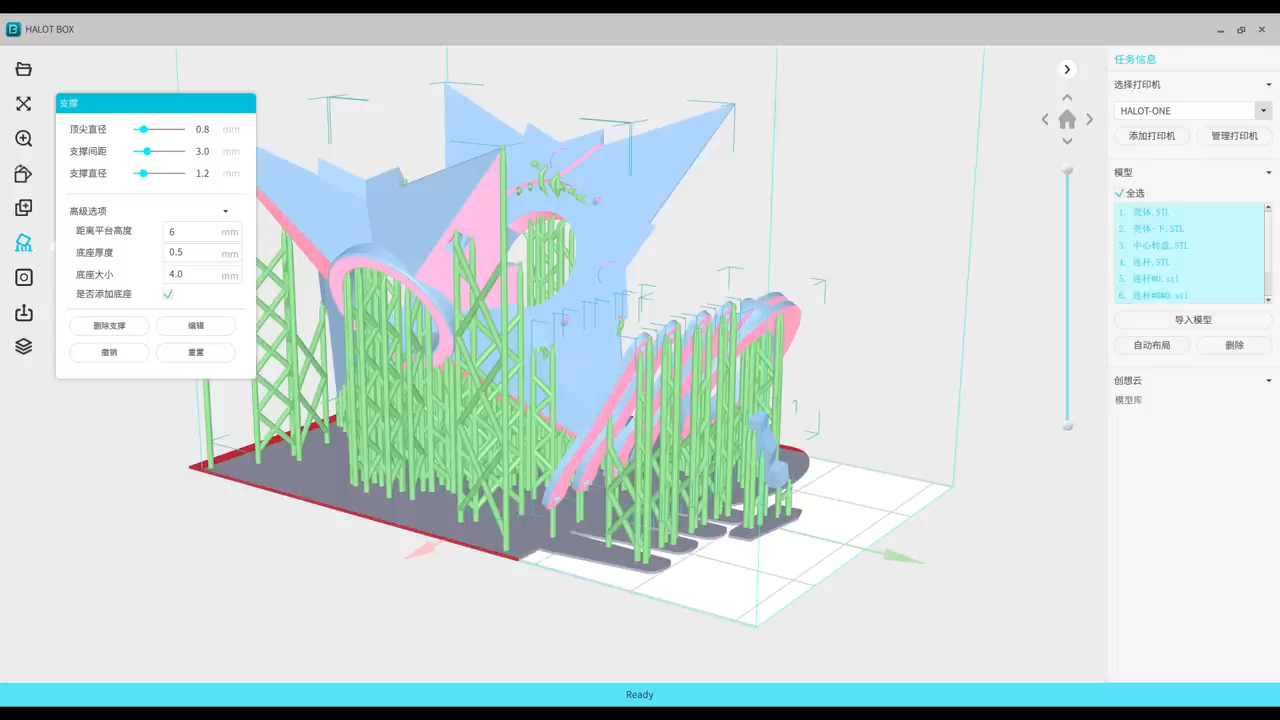 HALOT BOX
支撑
顶尖直径 0.8 mm
支撑间距 3.0 mm
支撑直径 1.2 mm
高级选项
距离平台高度 6 mm
底座厚度 0.5 mm
底座大小 4.0 mm
是否添加底座
删除支撑 编辑
撤销 重置
任务信息
选择打印机
HALOT-ONE
添加打印机 管理打印机
模型
全选
1. 壳体.STL
2. 壳体 下.STL
3. 中心转盘.STL
4. 连杆.STL
5. 连杆#0.stl
6. 连杆#0#0.stl
导入模型
自动布局 删除
创想云
模型库
Ready